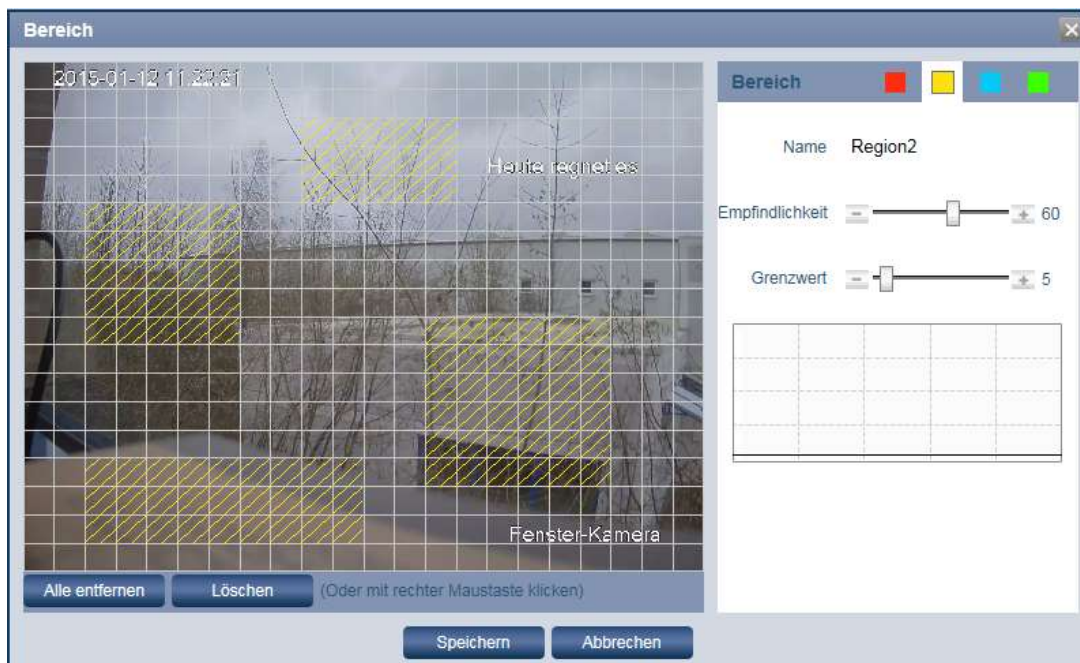 Bereich
2015-01-12 11:22:21
Heute regnet es
Fenster-Kamera
Alle entfernen
Löschen
(Oder mit rechter Maustaste klicken)
Bereich
Name
Region2
Empfindlichkeit
60
Grenzwert
5
Speichern
Abbrechen